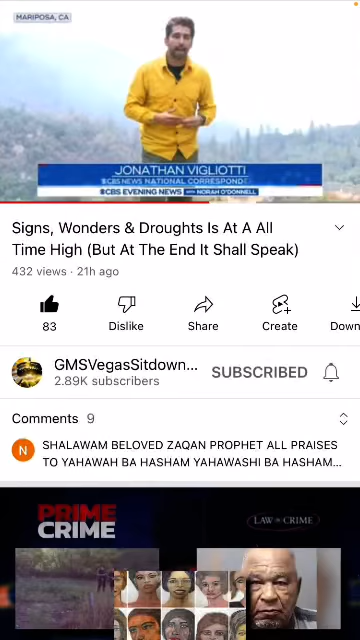 MARIPOSA, CA
JONATHAN VIGLIOTTI
CBS NEWS NATIONAL CORRESPONDE
CBS EVENING NEWS WITH NORAH O'DONNELL
Signs, Wonders & Droughts Is At A All
Time High (But At The End It Shall Speak)
432 views · 21h ago
83 Dislike Share Create Down
GMSVegasSitdown... SUBSCRIBED
2.89K subscribers
Comments 9
N SHALAWAM BELOVED ZAQAN PROPHET ALL PRAISES
TO YAHAWAH BA HASHAM YAHAWASHI BA HASHAM...
PRIME
CRIME
LAW & CRIME